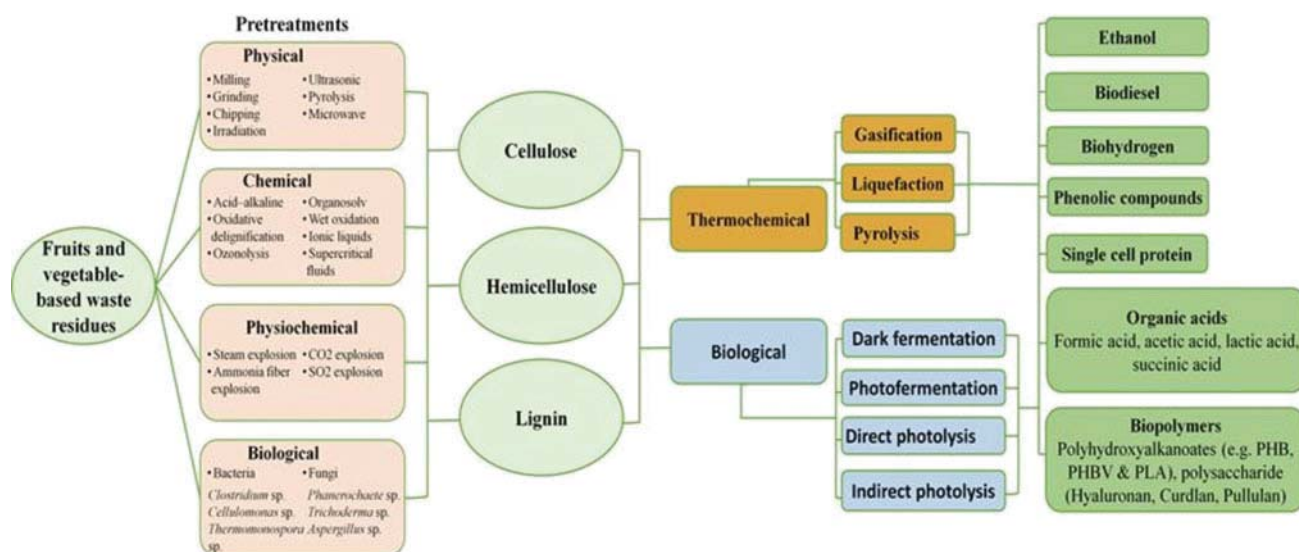 Pretreatments
Physical
• Milling
• Grinding
• Chipping
• Irradiation
• Ultrasonic
• Pyrolysis
• Microwave
Chemical
• Acid–alkaline
• Oxidative
delignification
• Ozonolysis
• Organosolv
• Wet oxidation
• Ionic liquids
• Supercritical
fluids
Fruits and
vegetable-
based waste
residues
Physiochemical
• Steam explosion
• Ammonia fiber
explosion
• CO2 explosion
• SO2 explosion
Biological
• Bacteria
Clostridium sp.
Cellulomonas sp.
Thermomonospora
sp.
• Fungi
Phanerochaete sp.
Trichoderma sp.
Aspergillus sp.
Cellulose
Hemicellulose
Lignin
Thermochemical
Gasification
Liquefaction
Pyrolysis
Biological
Dark fermentation
Photofermentation
Direct photolysis
Indirect photolysis
Ethanol
Biodiesel
Biohydrogen
Phenolic compounds
Single cell protein
Organic acids
Formic acid, acetic acid, lactic acid,
succinic acid
Biopolymers
Polyhydroxyalkanoates (e.g. PHB,
PHBV & PLA), polysaccharide
(Hyaluronan, Curdlan, Pullulan)